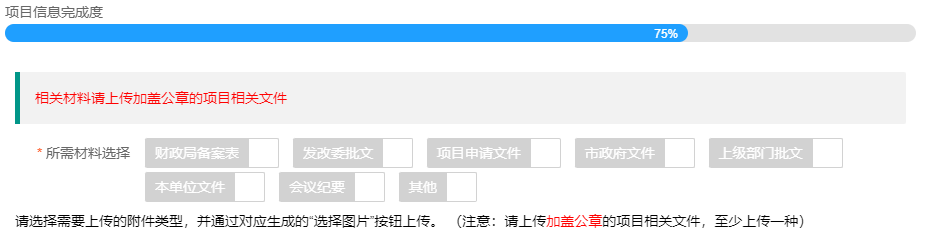 项目信息完成度
75%
相关材料请上传加盖公章的项目相关文件
* 所需材料选择 财政局备案表 发改委批文 项目申请文件 市政府文件 上级部门批文
本单位文件 会议纪要 其他
请选择需要上传的附件类型，并通过对应生成的“选择图片”按钮上传。 （注意：请上传加盖公章的项目相关文件，至少上传一种）